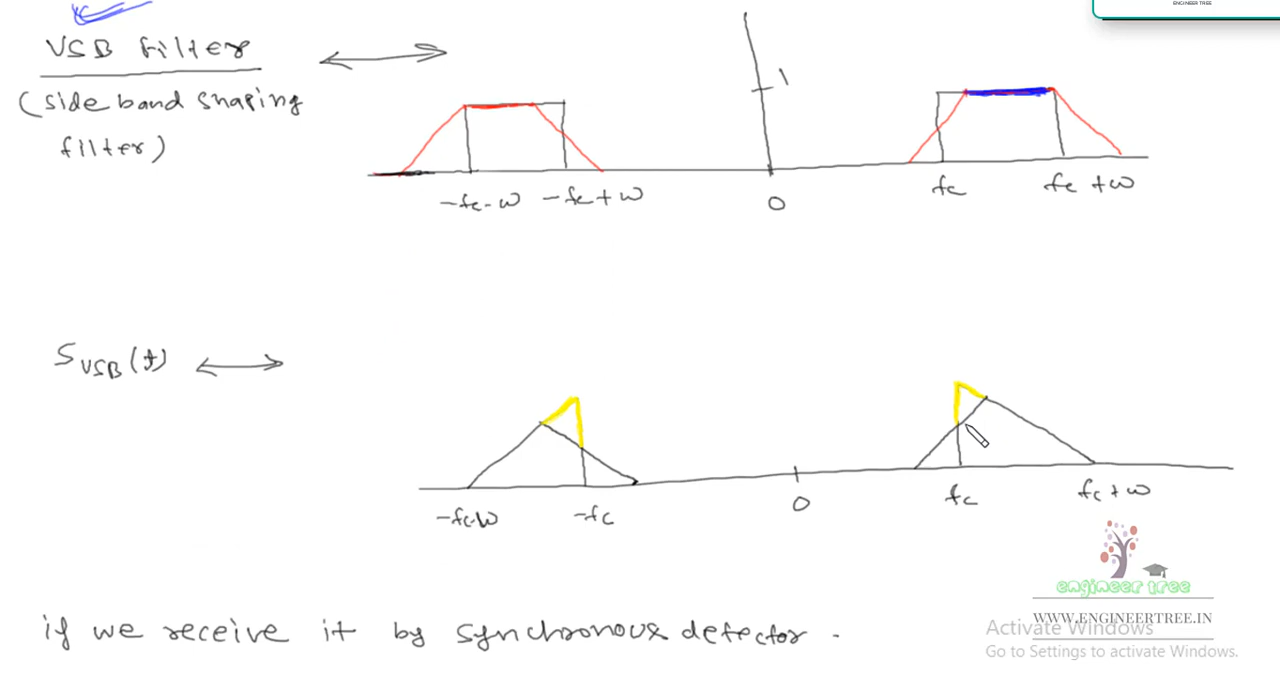 ENGINEER TREE
VSB Filter
(side band shaping
filter)
1
-fc-w
-fc+w
0
fc
fc+w
SVSB(t)
-fc-w
-fc
0
fc
fc+w
engineer tree
WWW.ENGINEERTREE.IN
if we receive it by synchronous detector.
Activate Windows
Go to Settings to activate Windows.